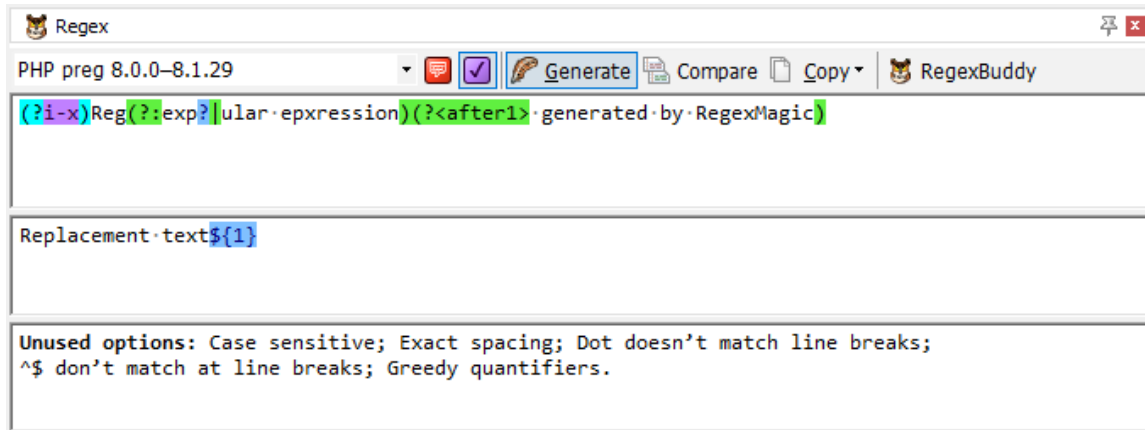 Regex
PHP preg 8.0.0–8.1.29 Generate Compare Copy RegexBuddy
(?i-x)Reg(?:exp?|ular·epxression)(?<after1>·generated·by·RegexMagic)
Replacement·text${1}
Unused options: Case sensitive; Exact spacing; Dot doesn’t match line breaks;
^$ don’t match at line breaks; Greedy quantifiers.